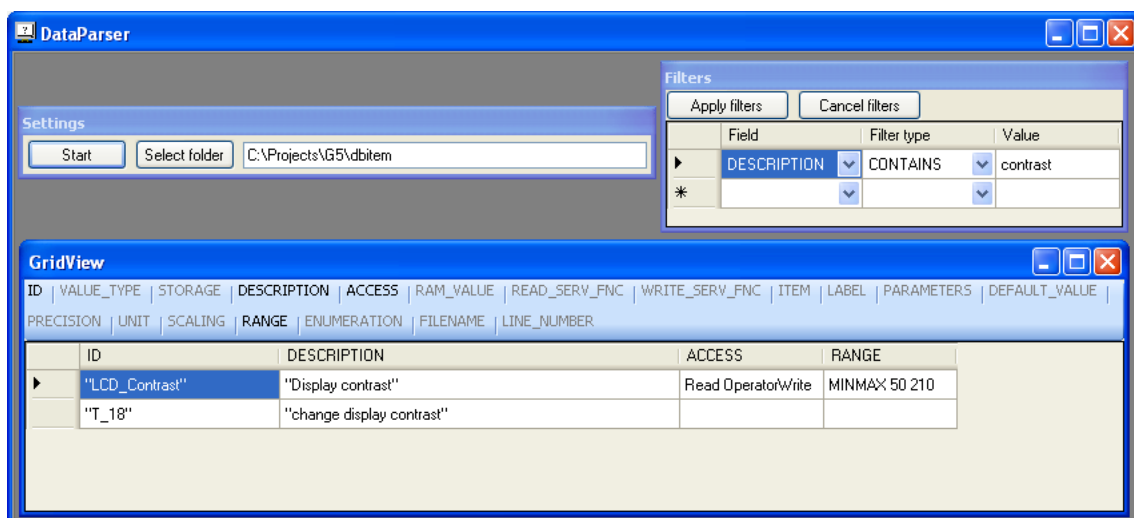 DataParser
Filters
Apply filters Cancel filters
Field Filter type Value
DESCRIPTION CONTAINS contrast
Settings
Start Select folder C:\Projects\G5\dbitem
GridView
ID | VALUE_TYPE | STORAGE | DESCRIPTION | ACCESS | RAM_VALUE | READ_SERV_FNC | WRITE_SERV_FNC | ITEM | LABEL | PARAMETERS | DEFAULT_VALUE |
PRECISION | UNIT | SCALING | RANGE | ENUMERATION | FILENAME | LINE_NUMBER
ID DESCRIPTION ACCESS RANGE
"LCD_Contrast" "Display contrast" Read OperatorWrite MINMAX 50 210
"T_18" "change display contrast"